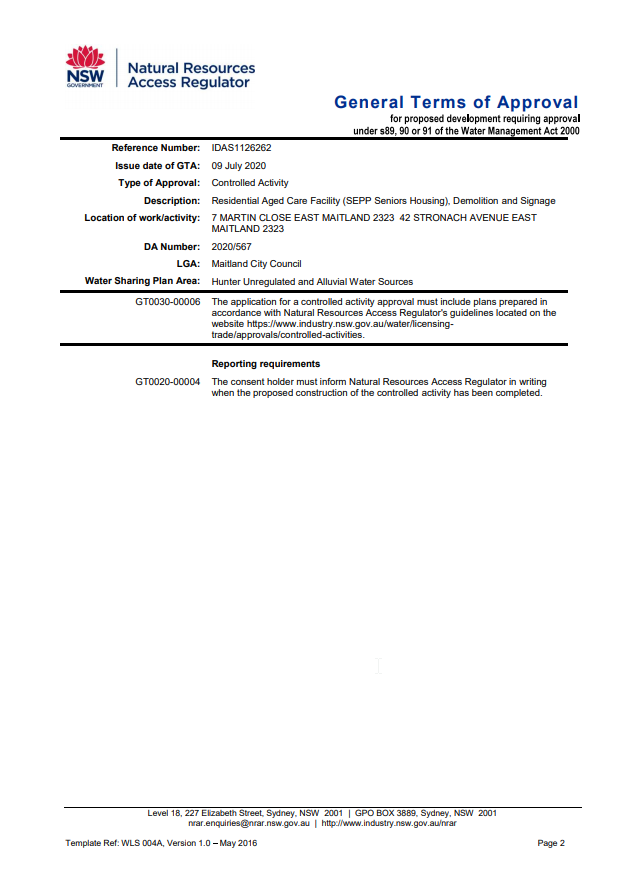 NSW
GOVERNMENT
Natural Resources
Access Regulator
General Terms of Approval
for proposed development requiring approval
under s89, 90 or 91 of the Water Management Act 2000
Reference Number: IDAS1126262
Issue date of GTA: 09 July 2020
Type of Approval: Controlled Activity
Description: Residential Aged Care Facility (SEPP Seniors Housing), Demolition and Signage
Location of work/activity: 7 MARTIN CLOSE EAST MAITLAND 2323  42 STRONACH AVENUE EAST
MAITLAND 2323
DA Number: 2020/567
LGA: Maitland City Council
Water Sharing Plan Area: Hunter Unregulated and Alluvial Water Sources
GT0030-00006 The application for a controlled activity approval must include plans prepared in
accordance with Natural Resources Access Regulator's guidelines located on the
website https://www.industry.nsw.gov.au/water/licensing-
trade/approvals/controlled-activities.
Reporting requirements
GT0020-00004 The consent holder must inform Natural Resources Access Regulator in writing
when the proposed construction of the controlled activity has been completed.
Level 18, 227 Elizabeth Street, Sydney, NSW  2001  |  GPO BOX 3889, Sydney, NSW  2001
nrar.enquiries@nrar.nsw.gov.au  |  http://www.industry.nsw.gov.au/nrar
Template Ref: WLS 004A, Version 1.0 – May 2016 Page 2